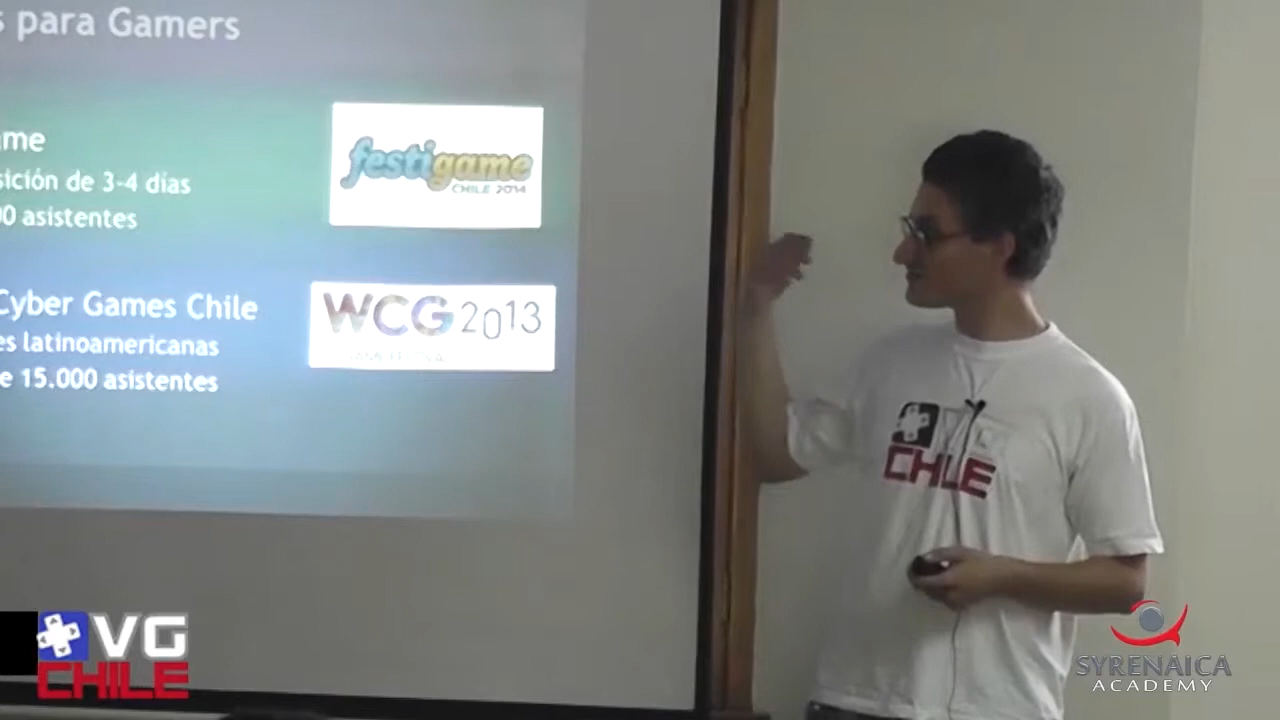 s para Gamers
ame
sición de 3-4 días
00 asistentes
festigame
CHILE 2014
Cyber Games Chile
es latinoamericanas
e 15.000 asistentes
WCG 2013
VG
CHILE
VG
CHILE
SYRENAICA
ACADEMY